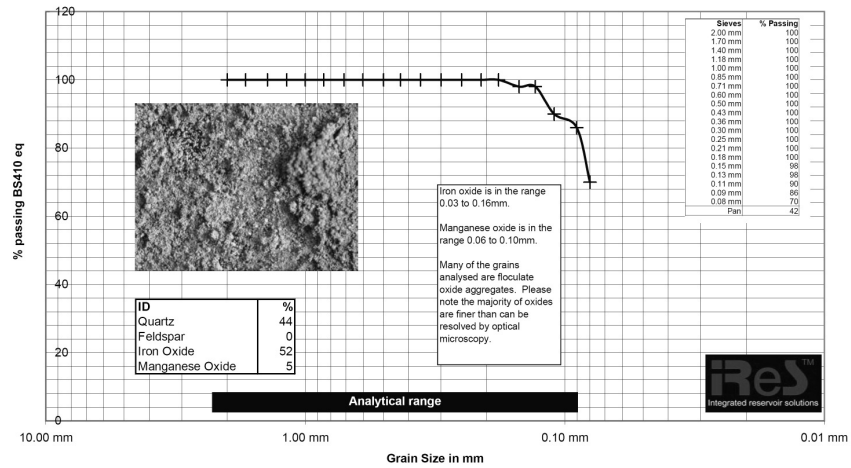 120
100
80
60
40
20
0
% passing BS410 eq
Sieves % Passing
2.00 mm 100
1.70 mm 100
1.40 mm 100
1.18 mm 100
1.00 mm 100
0.85 mm 100
0.71 mm 100
0.60 mm 100
0.50 mm 100
0.43 mm 100
0.36 mm 100
0.30 mm 100
0.25 mm 100
0.21 mm 100
0.18 mm 100
0.15 mm 98
0.13 mm 98
0.11 mm 90
0.09 mm 86
0.08 mm 70
Pan 42
Iron oxide is in the range
0.03 to 0.16mm.
Manganese oxide is in the
range 0.06 to 0.10mm.
Many of the grains
analysed are floculate
oxide aggregates. Please
note the majority of oxides
are finer than can be
resolved by optical
microscopy.
ID %
Quartz 44
Feldspar 0
Iron Oxide 52
Manganese Oxide 5
Analytical range
iReS™
Integrated reservoir solutions
10.00 mm 1.00 mm 0.10 mm 0.01 mm
Grain Size in mm